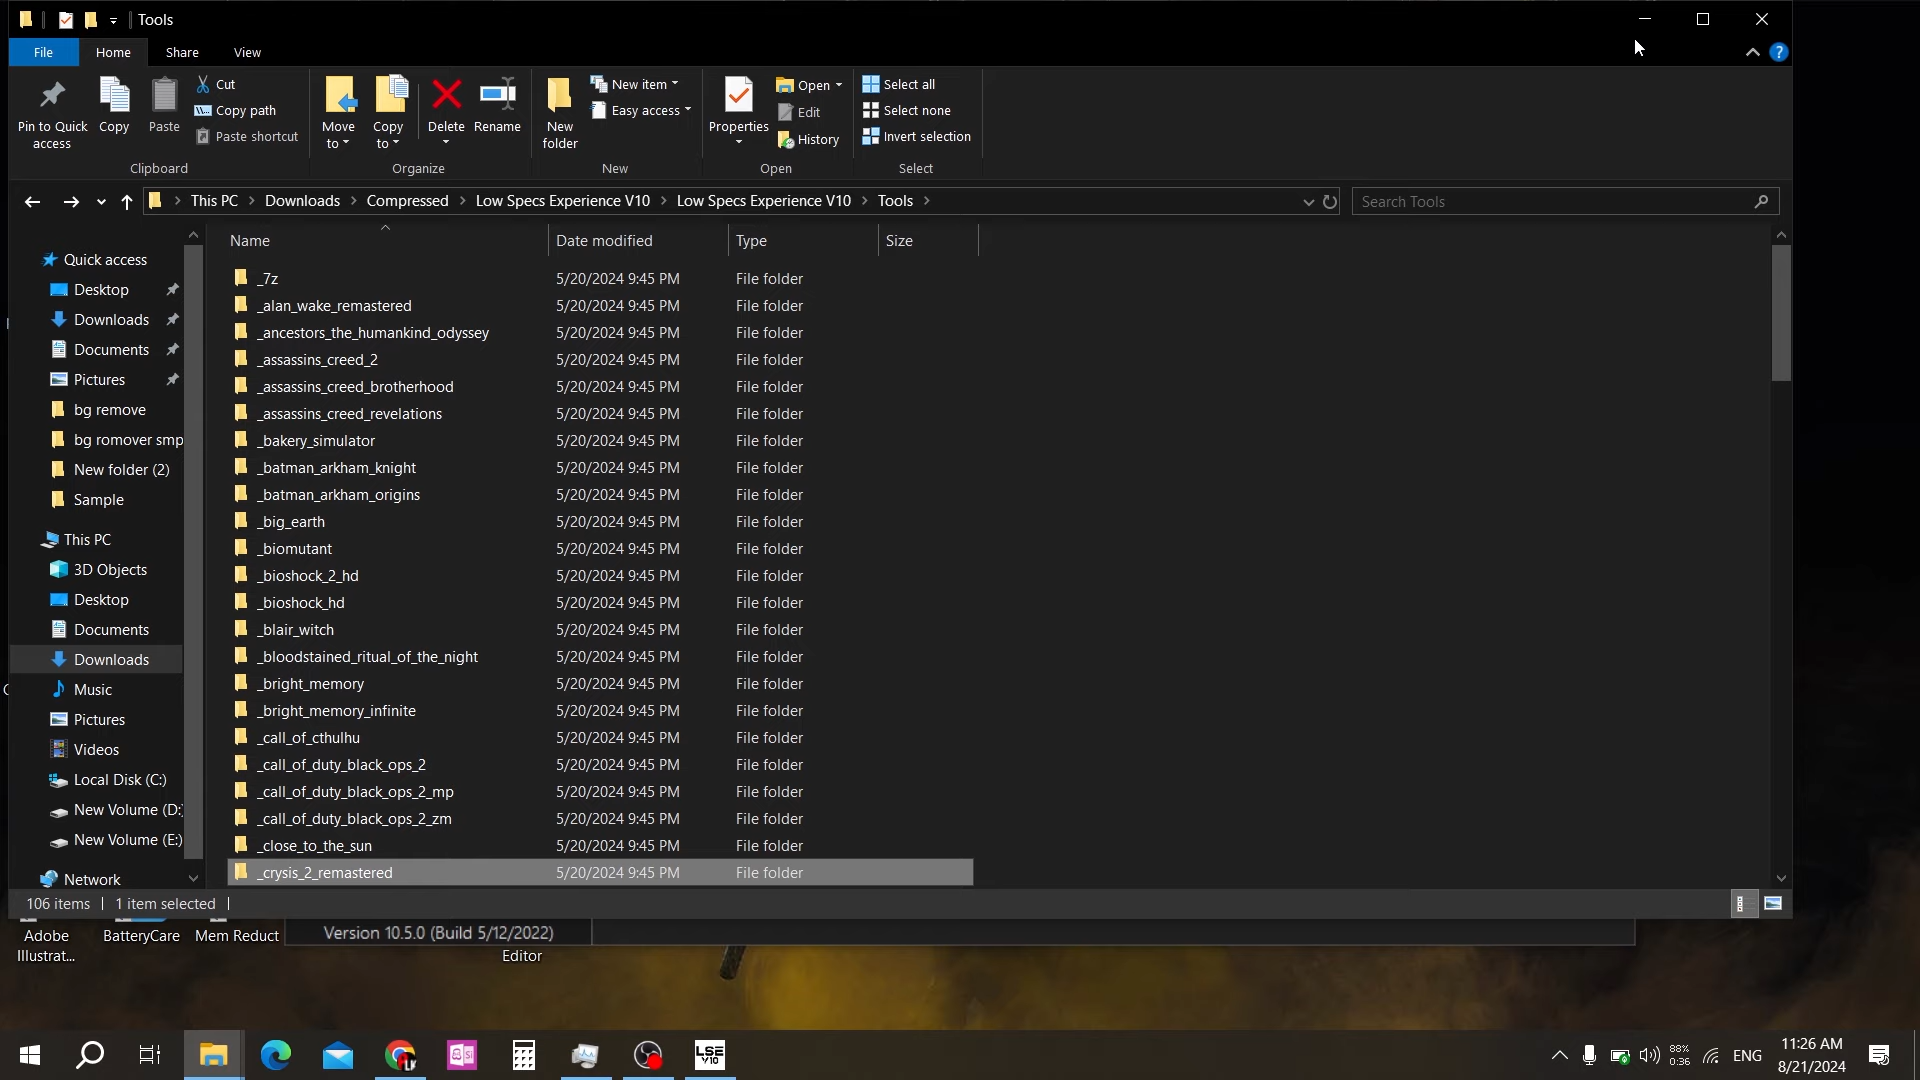 Tools
File Home Share View
Pin to Quick access
Copy
Paste
Cut
Copy path
Paste shortcut
Clipboard
Move to
Copy to
Delete
Rename
Organize
New folder
New item
Easy access
New
Properties
Open
Edit
History
Open
Select all
Select none
Invert selection
Select
This PC > Downloads > Compressed > Low Specs Experience V10 > Low Specs Experience V10 > Tools >
Search Tools
Quick access
Desktop
Downloads
Documents
Pictures
bg remove
bg romover smp
New folder (2)
Sample
This PC
3D Objects
Desktop
Documents
Downloads
Music
Pictures
Videos
Local Disk (C:)
New Volume (D:)
New Volume (E:)
Network
Name Date modified Type Size
_7z 5/20/2024 9:45 PM File folder
_alan_wake_remastered 5/20/2024 9:45 PM File folder
_ancestors_the_humankind_odyssey 5/20/2024 9:45 PM File folder
_assassins_creed_2 5/20/2024 9:45 PM File folder
_assassins_creed_brotherhood 5/20/2024 9:45 PM File folder
_assassins_creed_revelations 5/20/2024 9:45 PM File folder
_bakery_simulator 5/20/2024 9:45 PM File folder
_batman_arkham_knight 5/20/2024 9:45 PM File folder
_batman_arkham_origins 5/20/2024 9:45 PM File folder
_big_earth 5/20/2024 9:45 PM File folder
_biomutant 5/20/2024 9:45 PM File folder
_bioshock_2_hd 5/20/2024 9:45 PM File folder
_bioshock_hd 5/20/2024 9:45 PM File folder
_blair_witch 5/20/2024 9:45 PM File folder
_bloodstained_ritual_of_the_night 5/20/2024 9:45 PM File folder
_bright_memory 5/20/2024 9:45 PM File folder
_bright_memory_infinite 5/20/2024 9:45 PM File folder
_call_of_cthulhu 5/20/2024 9:45 PM File folder
_call_of_duty_black_ops_2 5/20/2024 9:45 PM File folder
_call_of_duty_black_ops_2_mp 5/20/2024 9:45 PM File folder
_call_of_duty_black_ops_2_zm 5/20/2024 9:45 PM File folder
_close_to_the_sun 5/20/2024 9:45 PM File folder
_crysis_2_remastered 5/20/2024 9:45 PM File folder
106 items 1 item selected
Adobe Illustrat...
BatteryCare
Mem Reduct
Version 10.5.0 (Build 5/12/2022)
Editor
LSE V10
88%
0:36
ENG
11:26 AM
8/21/2024